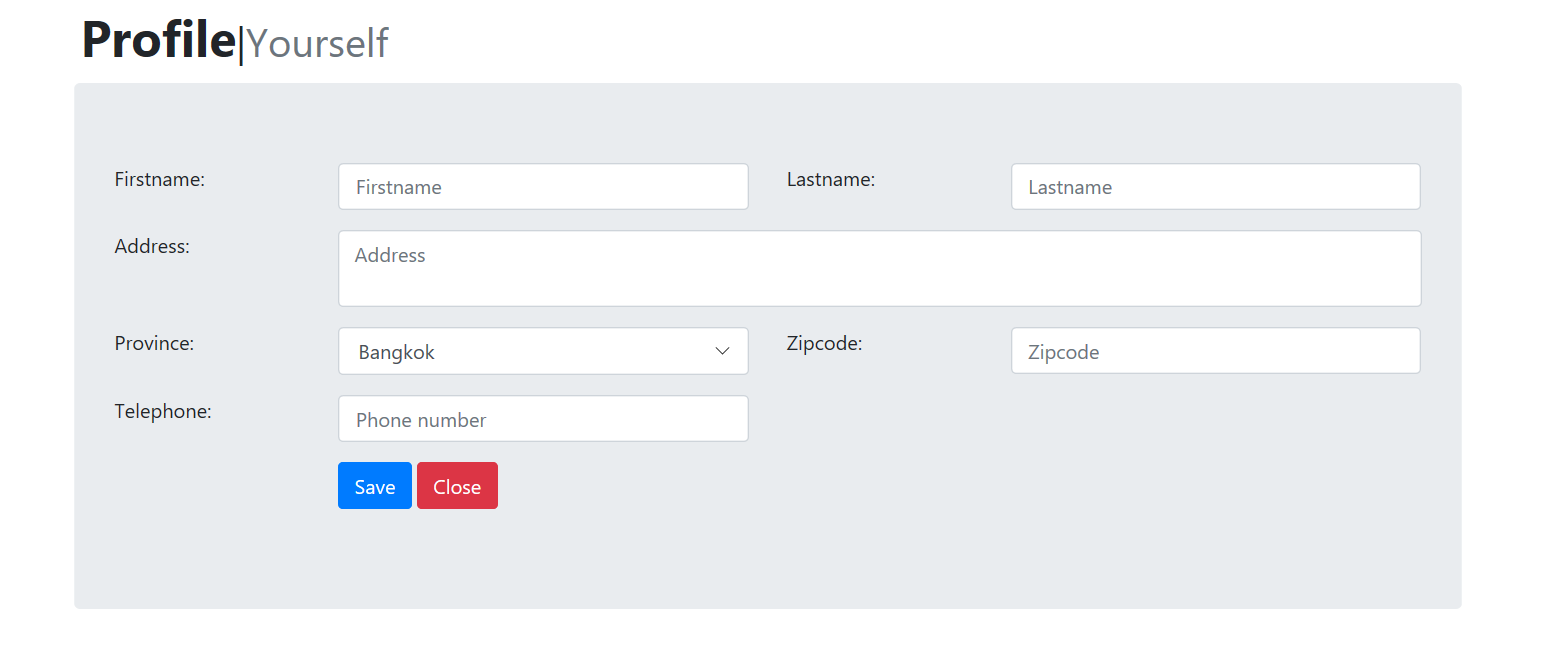 Profile|Yourself
Firstname: Firstname Lastname: Lastname
Address: Address
Province: Bangkok Zipcode: Zipcode
Telephone: Phone number
Save Close